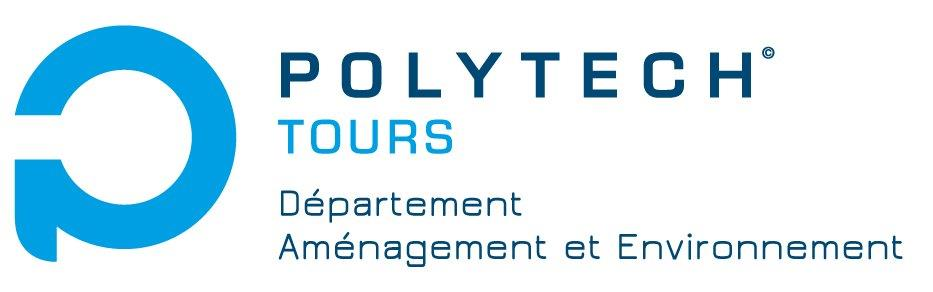 POLYTECH©
TOURS
Département
Aménagement et Environnement